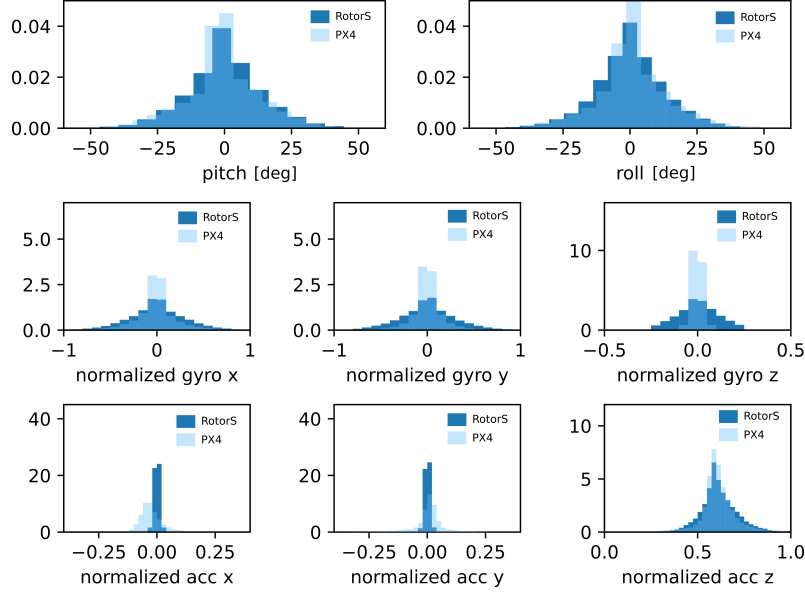 RotorS
PX4
0.04
0.02
0.00
−50 −25 0 25 50
pitch [deg]
RotorS
PX4
0.04
0.02
0.00
−50 −25 0 25 50
roll [deg]
RotorS
PX4
5.0
2.5
0.0
−1 0 1
normalized gyro x
RotorS
PX4
5.0
2.5
0.0
−1 0 1
normalized gyro y
RotorS
PX4
10
0
−0.5 0.0 0.5
normalized gyro z
RotorS
PX4
40
20
0
−0.25 0.00 0.25
normalized acc x
RotorS
PX4
40
20
0
−0.25 0.00 0.25
normalized acc y
RotorS
PX4
10
5
0
0.0 0.5 1.0
normalized acc z